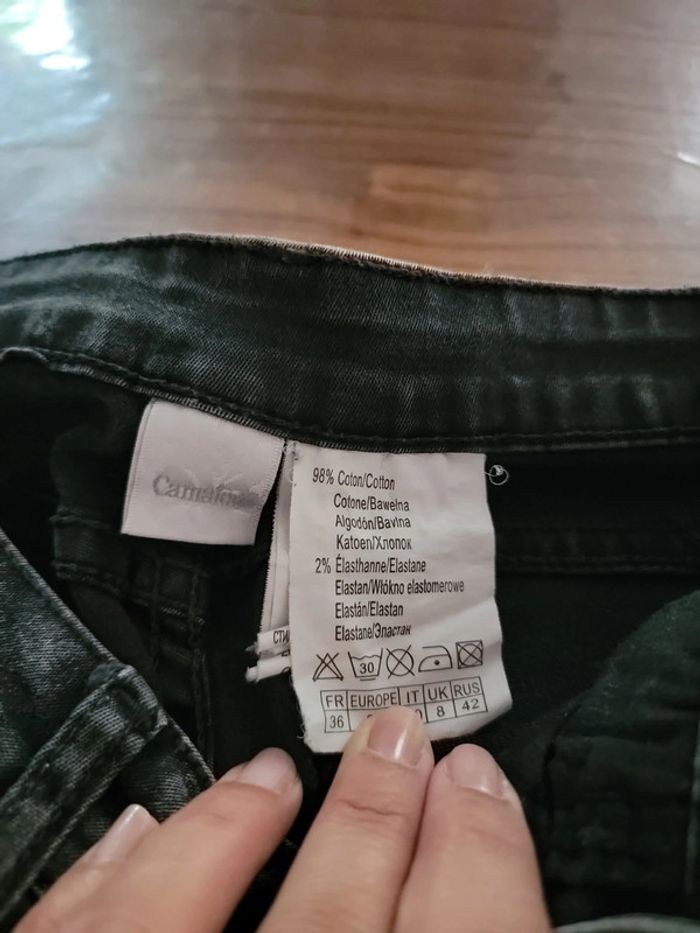 98% Coton/Cotton
Cotone/Bawełna
Algodón/Bavlna
Katoen/Хлопок
2% Élasthanne/Elastane
Elastan/Włókno elastomerowe
Elastán/Elastan
Elastane/Эластан
30
FR EUROPE IT UK RUS
36 8 42